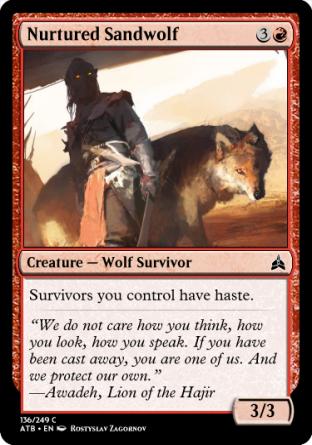 Nurtured Sandwolf 3
Creature — Wolf Survivor
Survivors you control have haste.
“We do not care how you think, how
you look, how you speak. If you have
been cast away, you are one of us. And
we protect our own.”
—Awadeh, Lion of the Hajir
3/3
136/249 C
ATB • EN Rostyslav Zagornov